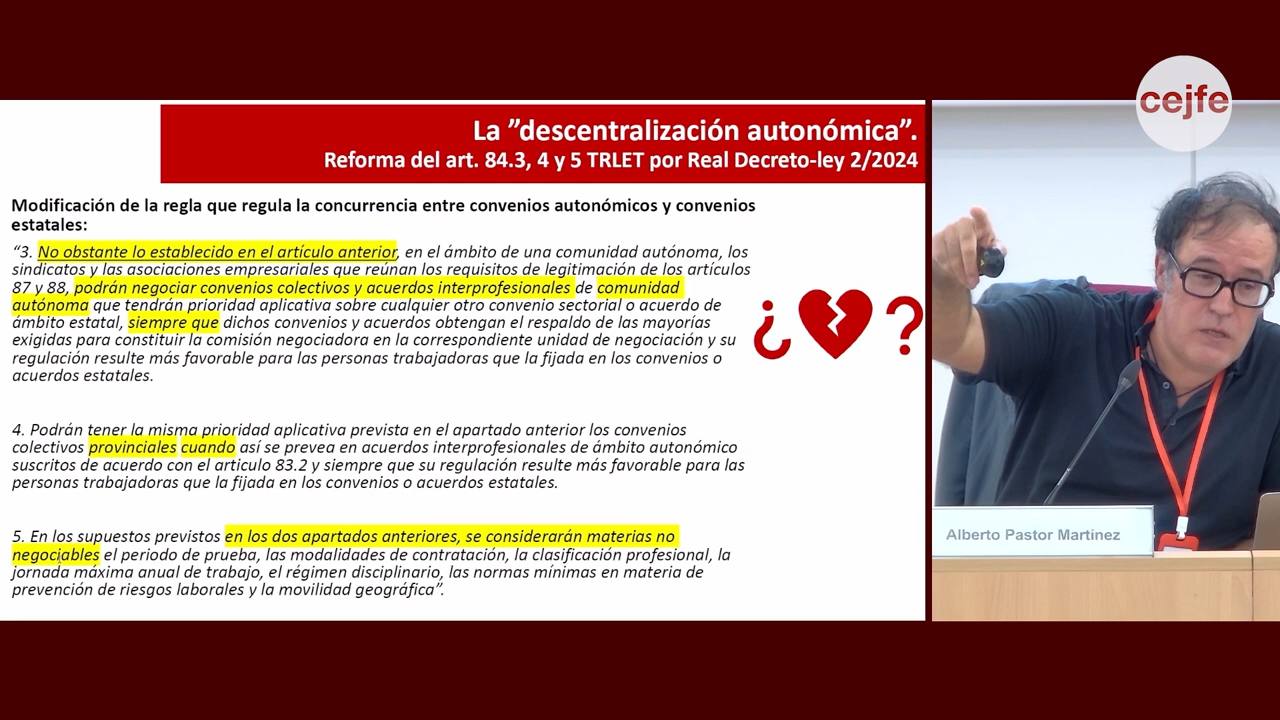 cejfe
La ”descentralización autonómica”.
Reforma del art. 84.3, 4 y 5 TRLET por Real Decreto-ley 2/2024
Modificación de la regla que regula la concurrencia entre convenios autonómicos y convenios
estatales:
“3. No obstante lo establecido en el artículo anterior, en el ámbito de una comunidad autónoma, los
sindicatos y las asociaciones empresariales que reúnan los requisitos de legitimación de los artículos
87 y 88, podrán negociar convenios colectivos y acuerdos interprofesionales de comunidad
autónoma que tendrán prioridad aplicativa sobre cualquier otro convenio sectorial o acuerdo de
ámbito estatal, siempre que dichos convenios y acuerdos obtengan el respaldo de las mayorías
exigidas para constituir la comisión negociadora en la correspondiente unidad de negociación y su
regulación resulte más favorable para las personas trabajadoras que la fijada en los convenios o
acuerdos estatales.
¿ ?
4. Podrán tener la misma prioridad aplicativa prevista en el apartado anterior los convenios
colectivos provinciales cuando así se prevea en acuerdos interprofesionales de ámbito autonómico
suscritos de acuerdo con el articulo 83.2 y siempre que su regulación resulte más favorable para las
personas trabajadoras que la fijada en los convenios o acuerdos estatales.
5. En los supuestos previstos en los dos apartados anteriores, se considerarán materias no
negociables el periodo de prueba, las modalidades de contratación, la clasificación profesional, la
jornada máxima anual de trabajo, el régimen disciplinario, las normas mínimas en materia de
prevención de riesgos laborales y la movilidad geográfica”.
Alberto Pastor Martínez